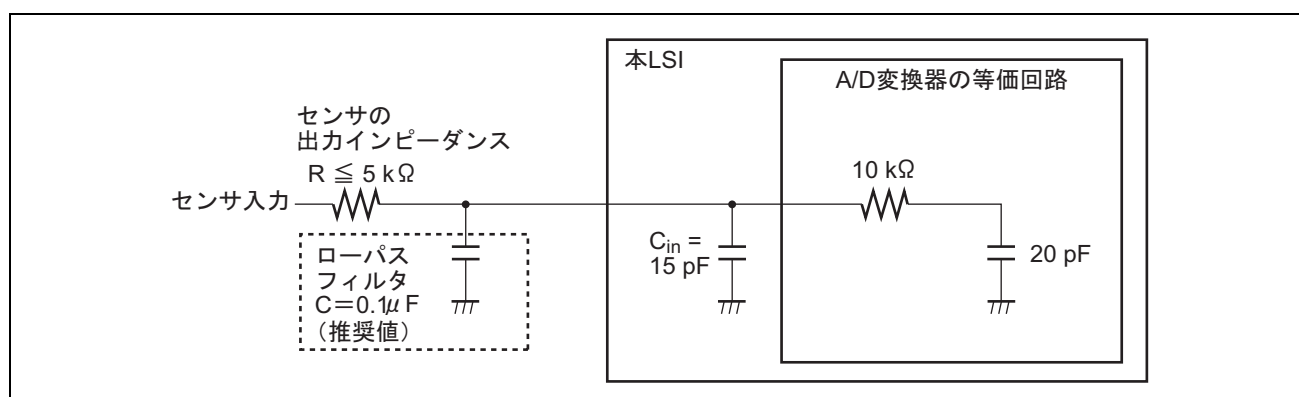 本LSI
A/D変換器の等価回路
センサの
出力インピーダンス
R ≦ 5 kΩ
センサ入力
10 kΩ
ローパス
フィルタ
C=0.1μF
(推奨値)
Cin =
15 pF
20 pF